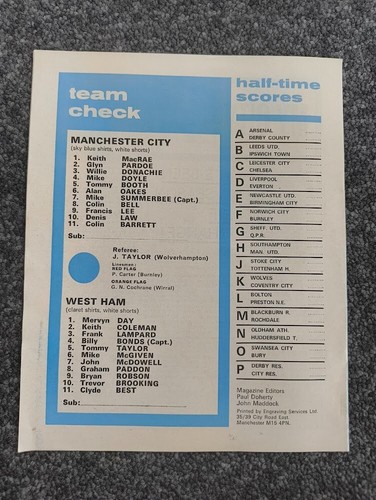 team
check
MANCHESTER CITY
(sky blue shirts, white shorts)
1. Keith MacRAE
2. Glyn PARDOE
3. Willie DONACHIE
4. Mike DOYLE
5. Tommy BOOTH
6. Alan OAKES
7. Mike SUMMERBEE (Capt.)
8. Colin BELL
9. Francis LEE
10. Denis LAW
11. Colin BARRETT
Sub:
Referee:
J. TAYLOR (Wolverhampton)
Linesmen:
RED FLAG
P. Carter (Burnley)
ORANGE FLAG
G. N. Cochrane (Wirral)
WEST HAM
(claret shirts, white shorts)
1. Mervyn DAY
2. Keith COLEMAN
3. Frank LAMPARD
4. Billy BONDS (Capt.)
5. Tommy TAYLOR
6. Mike McGIVEN
7. John McDOWELL
8. Graham PADDON
9. Bryan ROBSON
10. Trevor BROOKING
11. Clyde BEST
Sub:
half-time
scores
A ARSENAL
DERBY COUNTY
B LEEDS UTD.
IPSWICH TOWN
C LEICESTER CITY
CHELSEA
D LIVERPOOL
EVERTON
E NEWCASTLE UTD.
BIRMINGHAM CITY
F NORWICH CITY
BURNLEY
G SHEFF. UTD.
Q.P.R.
H SOUTHAMPTON
MAN. UTD.
J STOKE CITY
TOTTENHAM H.
K WOLVES
COVENTRY CITY
L BOLTON
PRESTON N.E.
M BLACKBURN R.
ROCHDALE
N OLDHAM ATH.
HUDDERSFIELD T.
O SWANSEA CITY
BURY
P DERBY RES.
CITY RES.
Magazine Editors
Paul Doherty
John Maddock
Printed by Engraving Services Ltd.
35/39 City Road East
Manchester M15 4PN.